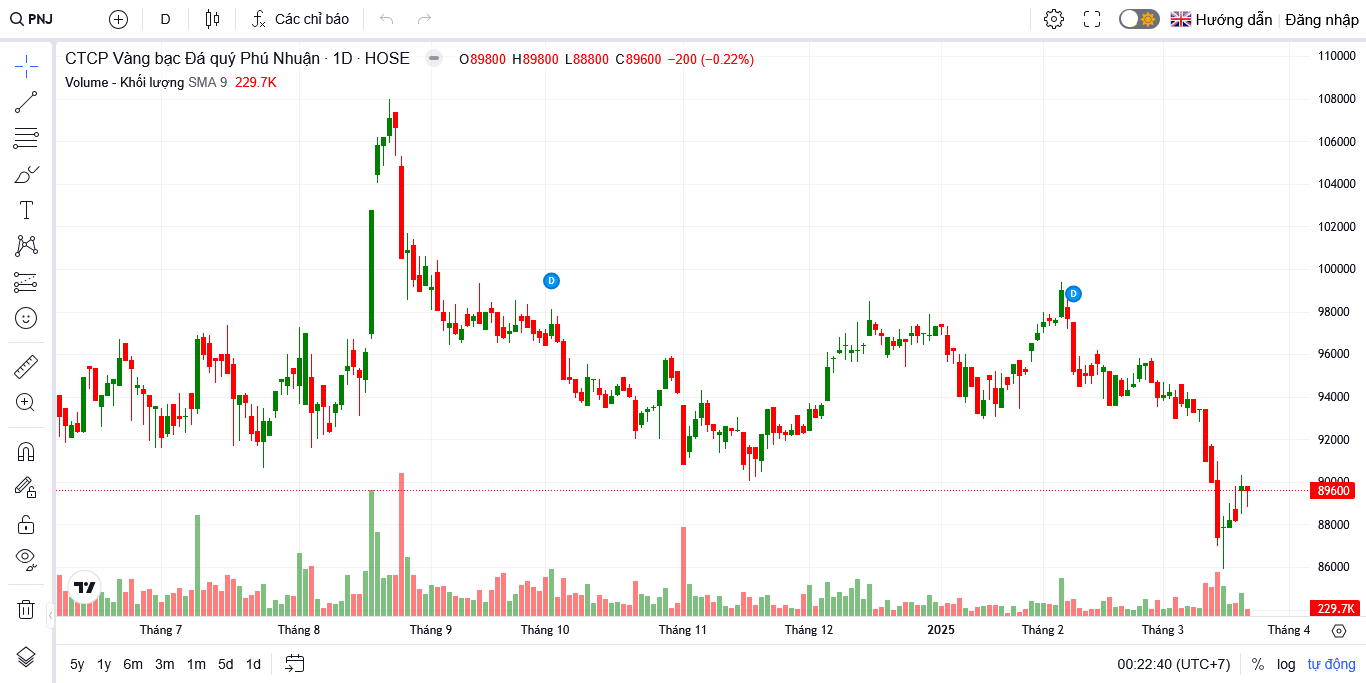 PNJ D Các chỉ báo Hướng dẫn Đăng nhập
CTCP Vàng bạc Đá quý Phú Nhuận · 1D · HOSE O89800 H89800 L88800 C89600 −200 (−0.22%)
Volume - Khối lượng SMA 9 229.7K
110000
108000
106000
104000
102000
100000
D
D
98000
96000
94000
92000
90000
89600
88000
86000
229.7K
Tháng 7 Tháng 8 Tháng 9 Tháng 10 Tháng 11 Tháng 12 2025 Tháng 2 Tháng 3 Tháng 4
5y 1y 6m 3m 1m 5d 1d 00:22:40 (UTC+7) % log tự động